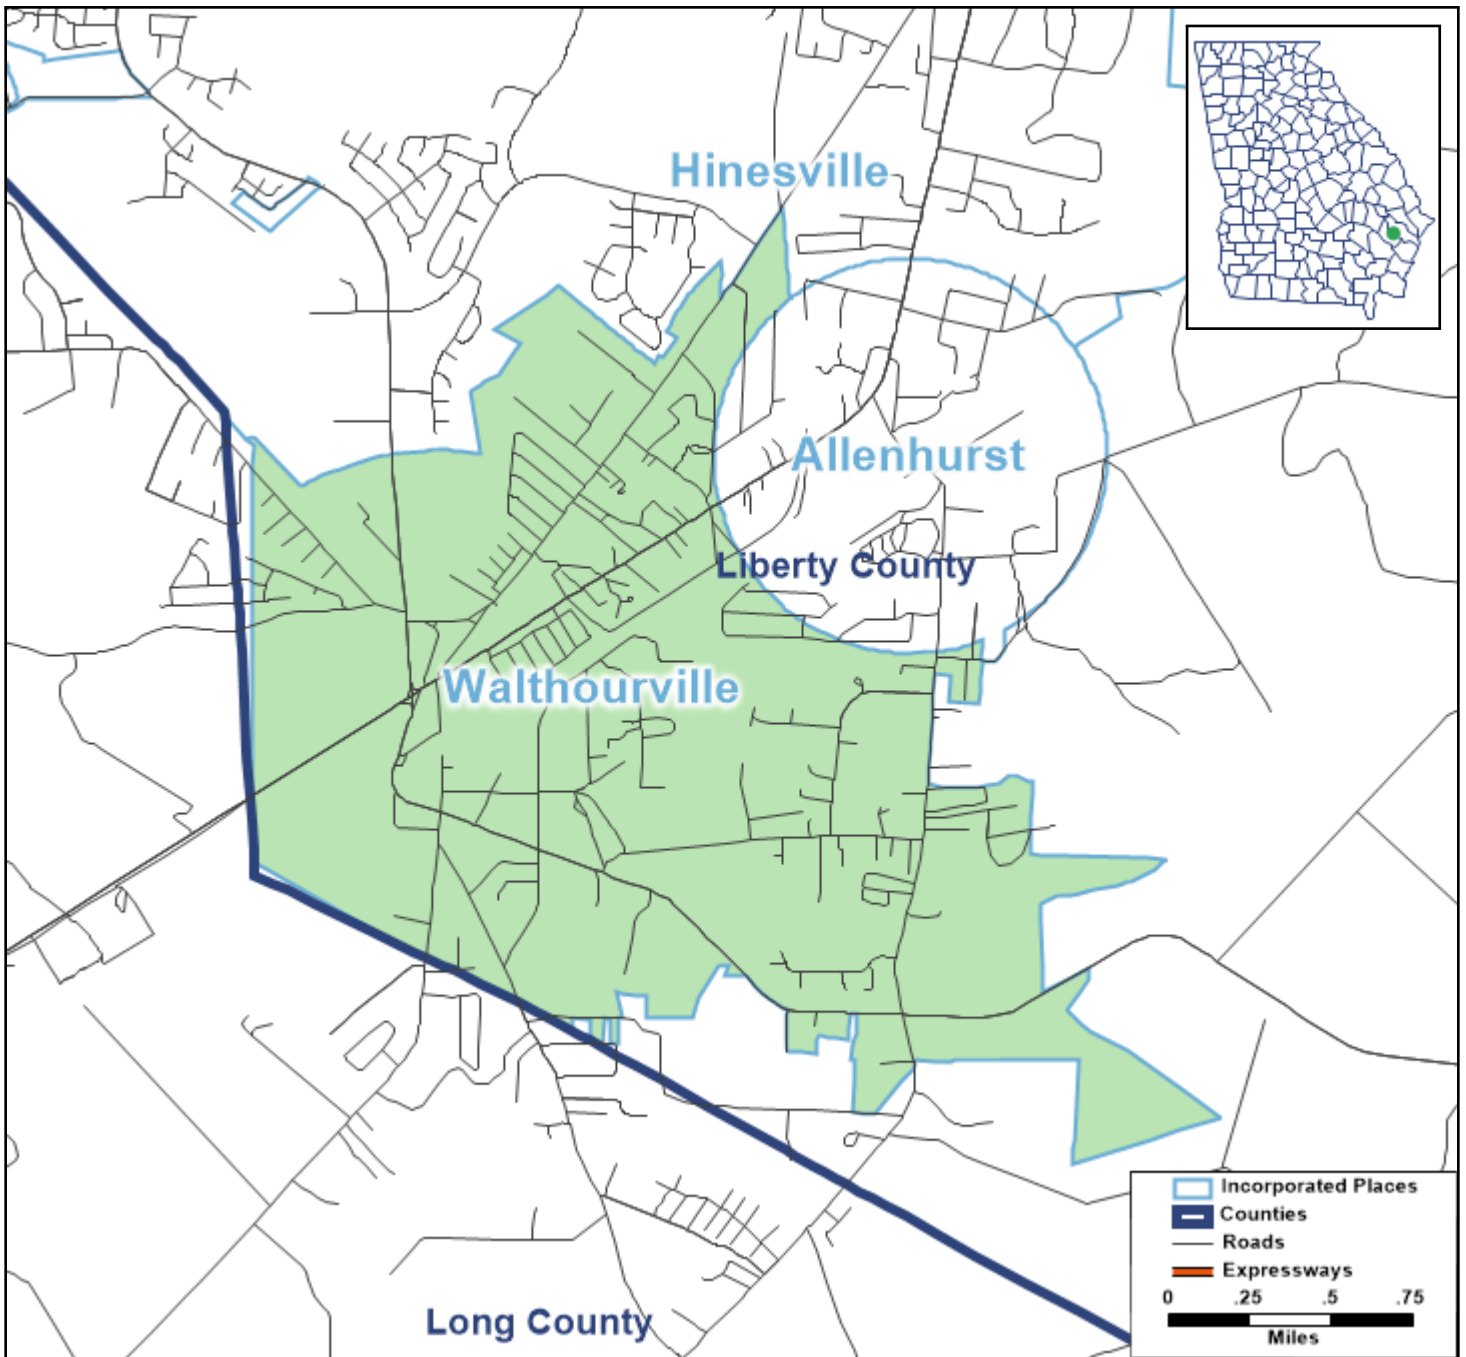 Hinesville
Allenhurst
Liberty County
Walthourville
Long County
Incorporated Places
Counties
Roads
Expressways
0 .25 .5 .75
Miles